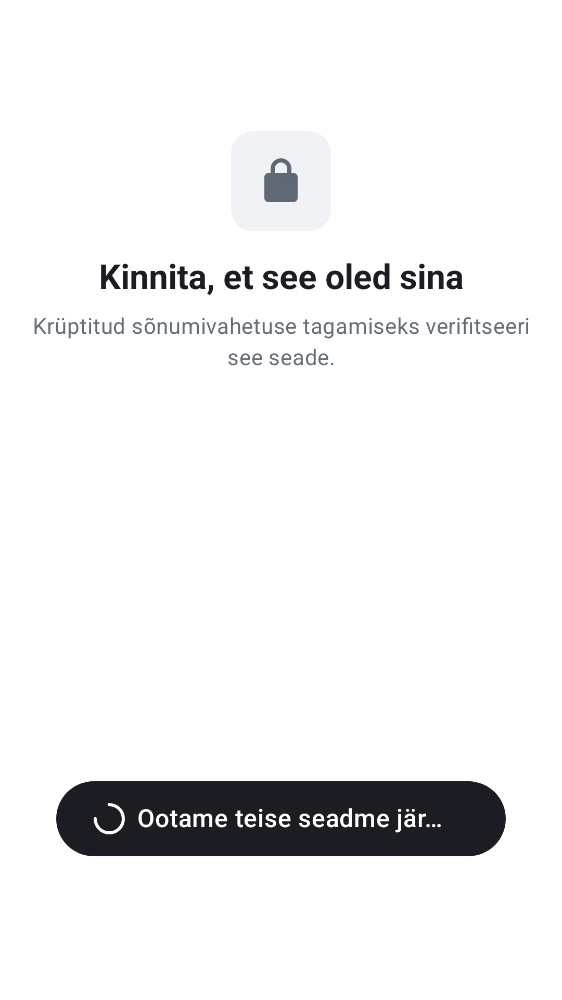 Kinnita, et see oled sina
Krüptitud sõnumivahetuse tagamiseks verifitseeri
see seade.
Ootame teise seadme jär…